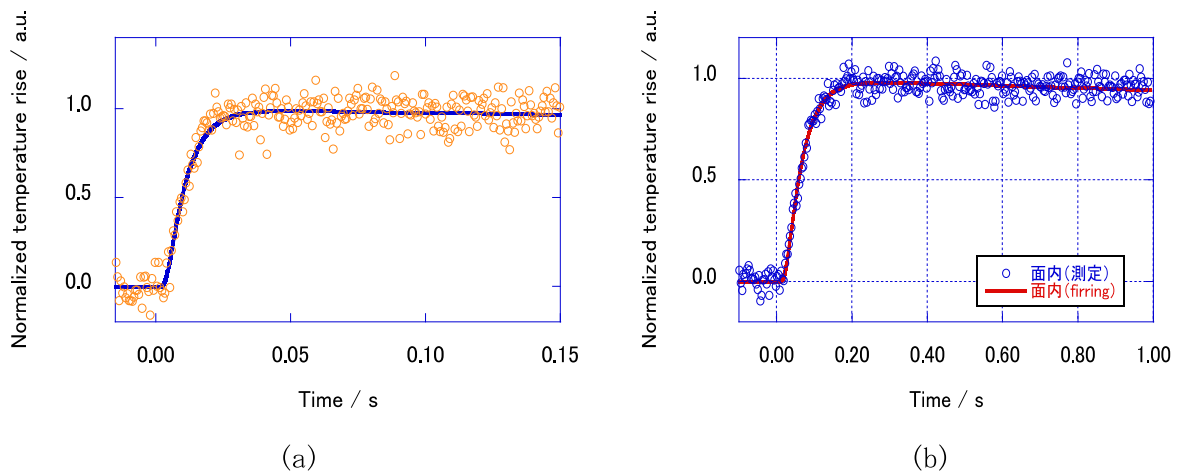 Normalized temperature rise / a.u.
1.0
0.5
0.0
0.00 0.05 0.10 0.15
Time / s
(a)
Normalized temperature rise / a.u.
1.0
0.5
0.0
面内(測定)
面内(firring)
0.00 0.20 0.40 0.60 0.80 1.00
Time / s
(b)